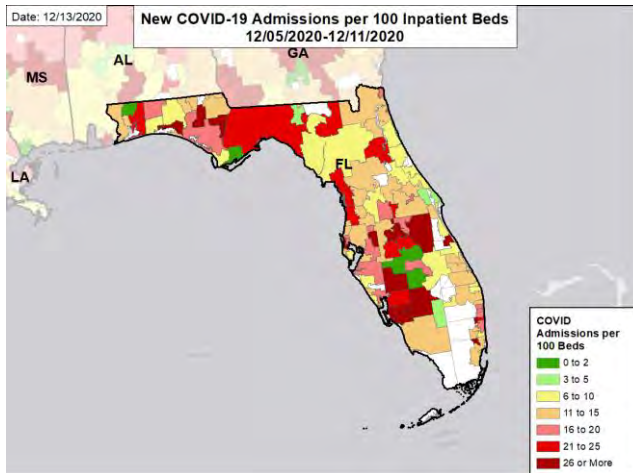 Date: 12/13/2020
New COVID-19 Admissions per 100 Inpatient Beds
12/05/2020-12/11/2020
MS
AL
GA
LA
FL
COVID
Admissions per
100 Beds
0 to 2
3 to 5
6 to 10
11 to 15
16 to 20
21 to 25
26 or More